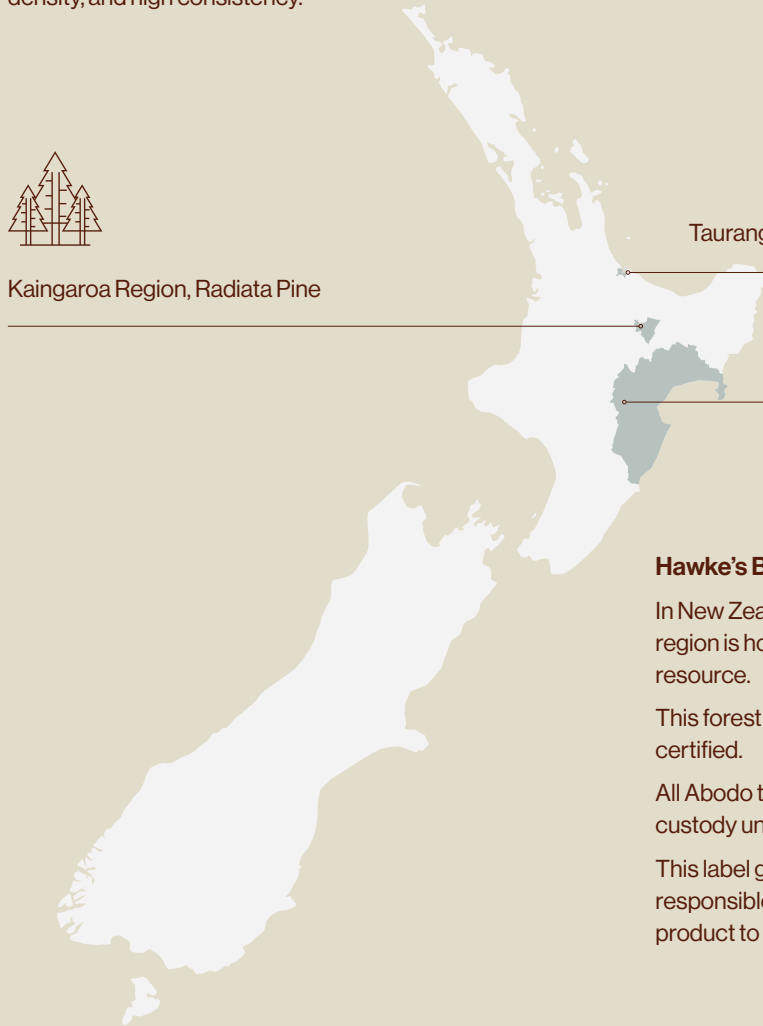 density, and high consistency.
Taurang
Kaingaroa Region, Radiata Pine
Hawke’s B
In New Zea
region is ho
resource.
This forest
certified.
All Abodo t
custody un
This label g
responsible
product to